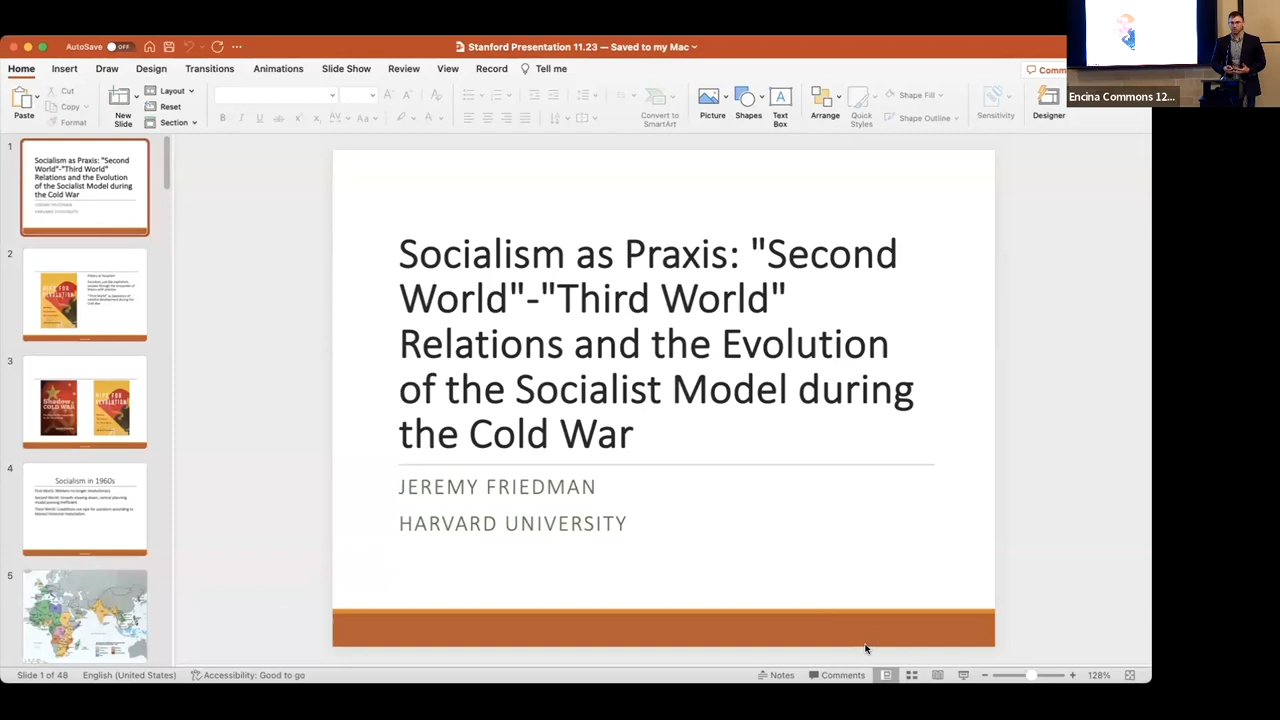 AutoSave OFF
Stanford Presentation 11.23 — Saved to my Mac
Home Insert Draw Design Transitions Animations Slide Show Review View Record Tell me
Comm
Encina Commons 12...
Paste
Cut
Copy
Format
New
Slide
Layout
Reset
Section
Convert to
SmartArt
Picture
Shapes
Text
Box
Arrange
Quick
Styles
Shape Fill
Shape Outline
Sensitivity
Designer
1
Socialism as Praxis: "Second
World"-"Third World"
Relations and the Evolution
of the Socialist Model during
the Cold War
JEREMY FRIEDMAN
HARVARD UNIVERSITY
2
3
4
Socialism in 1960s
5
Socialism as Praxis: "Second
World"-"Third World"
Relations and the Evolution
of the Socialist Model during
the Cold War
JEREMY FRIEDMAN
HARVARD UNIVERSITY
Slide 1 of 48 English (United States) Accessibility: Good to go Notes Comments 128%